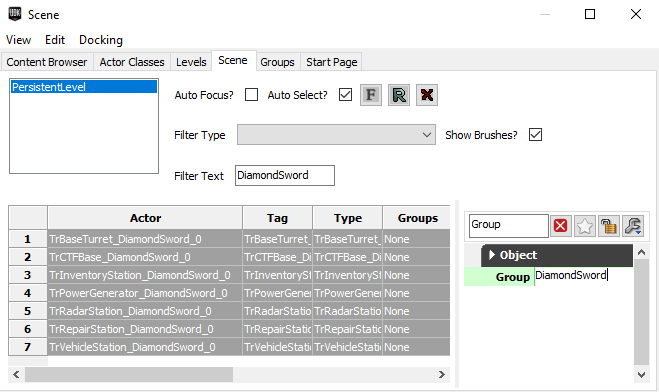 UDK Scene
View Edit Docking
Content Browser Actor Classes Levels Scene Groups Start Page
PersistentLevel
Auto Focus? Auto Select? F R
Filter Type Show Brushes?
Filter Text DiamondSword
Actor Tag Type Groups
1 TrBaseTurret_DiamondSword_0 TrBaseTurret_ TrBaseTurret_ None
2 TrCTFBase_DiamondSword_0 TrCTFBase_Di TrCTFBase_Di None
3 TrInventoryStation_DiamondSword_0 TrInventorySt TrInventorySt None
4 TrPowerGenerator_DiamondSword_0 TrPowerGene TrPowerGene None
5 TrRadarStation_DiamondSword_0 TrRadarStatio TrRadarStatio None
6 TrRepairStation_DiamondSword_0 TrRepairStatio TrRepairStatio None
7 TrVehicleStation_DiamondSword_0 TrVehicleStati TrVehicleStati None
Group
Object
Group DiamondSword